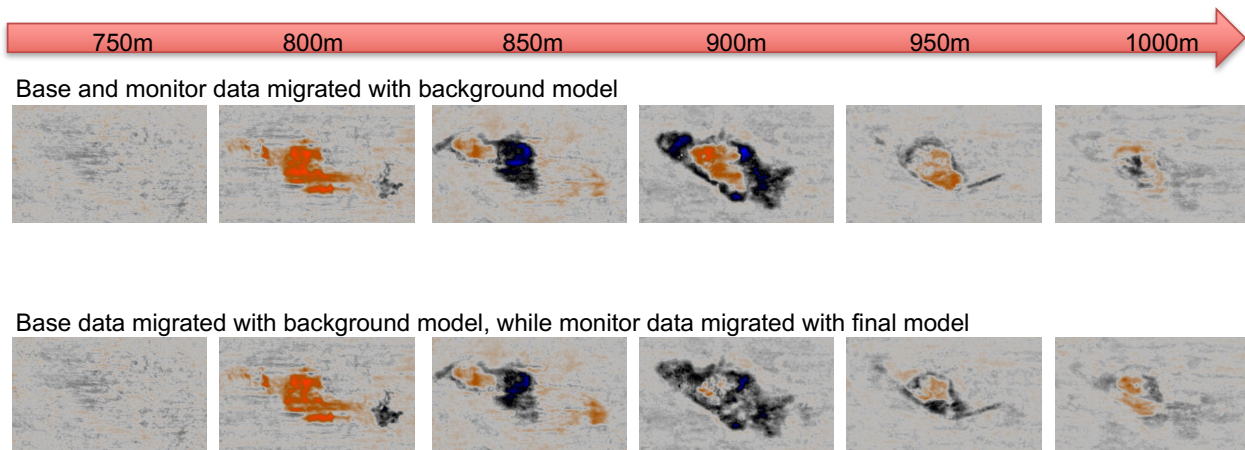 750m 800m 850m 900m 950m 1000m
Base and monitor data migrated with background model
Base data migrated with background model, while monitor data migrated with final model